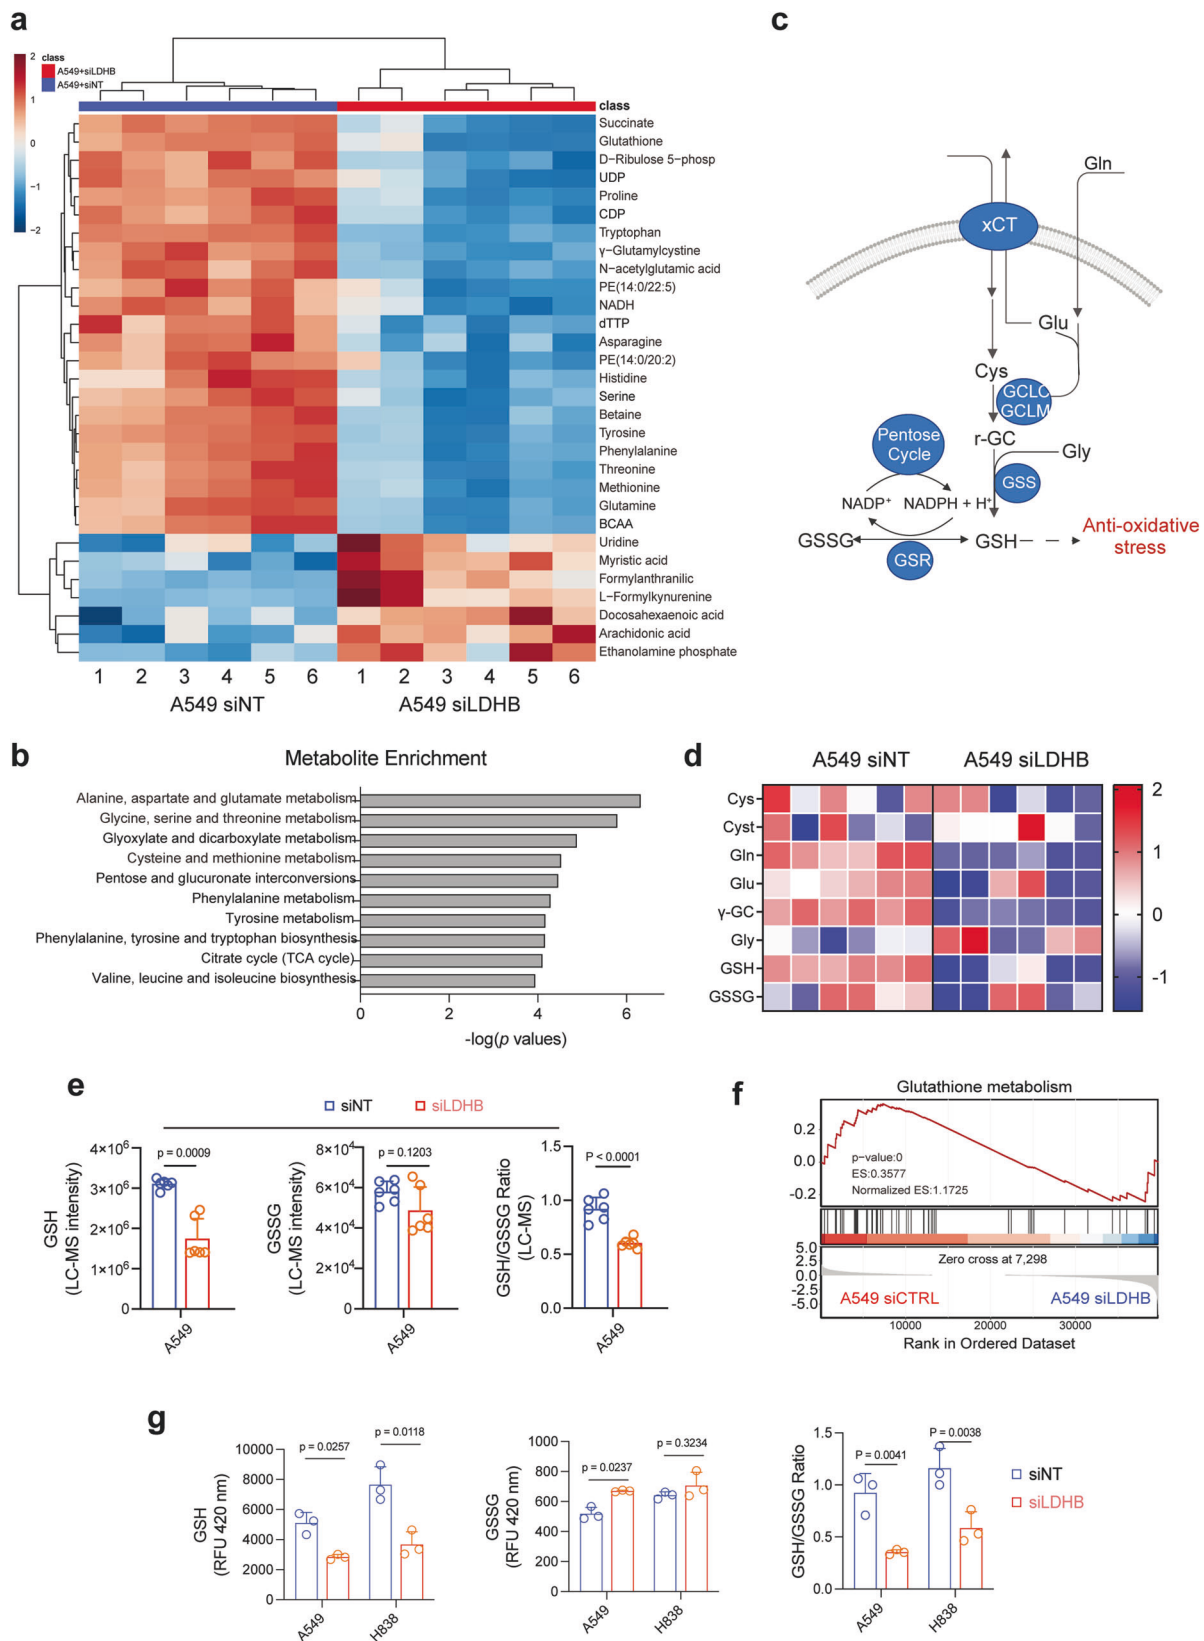 a
class
A549+siLDHB
A549+siNT
2
1
0
−1
−2
class
Succinate
Glutathione
D−Ribulose 5−phosp
UDP
Proline
CDP
Tryptophan
γ−Glutamylcystine
N−acetylglutamic acid
PE(14:0/22:5)
NADH
dTTP
Asparagine
PE(14:0/20:2)
Histidine
Serine
Betaine
Tyrosine
Phenylalanine
Threonine
Methionine
Glutamine
BCAA
Uridine
Myristic acid
Formylanthranilic
L−Formylkynurenine
Docosahexaenoic acid
Arachidonic acid
Ethanolamine phosphate
1 2 3 4 5 6 1 2 3 4 5 6
A549 siNT A549 siLDHB
c
Gln
xCT
Glu
Cys
GCLC
GCLM
r-GC
Gly
Pentose
Cycle
GSS
NADP+ NADPH + H+
GSSG GSH
GSR
Anti-oxidative
stress
b
Metabolite Enrichment
Alanine, aspartate and glutamate metabolism
Glycine, serine and threonine metabolism
Glyoxylate and dicarboxylate metabolism
Cysteine and methionine metabolism
Pentose and glucuronate interconversions
Phenylalanine metabolism
Tyrosine metabolism
Phenylalanine, tyrosine and tryptophan biosynthesis
Citrate cycle (TCA cycle)
Valine, leucine and isoleucine biosynthesis
0 2 4 6
-log(p values)
d
A549 siNT A549 siLDHB
Cys
Cyst
Gln
Glu
γ-GC
Gly
GSH
GSSG
2
1
0
-1
e
siNT siLDHB
GSH
(LC-MS intensity)
4×10⁶
3×10⁶
2×10⁶
1×10⁶
0
p = 0.0009
A549
GSSG
(LC-MS intensity)
8×10⁴
6×10⁴
4×10⁴
2×10⁴
0
p = 0.1203
A549
GSH/GSSG Ratio
(LC-MS)
1.5
1.0
0.5
0.0
P < 0.0001
A549
f
Glutathione metabolism
0.2
0.0
-0.2
p-value:0
ES:0.3577
Normalized ES:1.1725
5.0
2.5
0.0
-2.5
-5.0
Zero cross at 7,298
A549 siCTRL A549 siLDHB
10000 20000 30000
Rank in Ordered Dataset
g
GSH
(RFU 420 nm)
10000
8000
6000
4000
2000
0
p = 0.0257
p = 0.0118
A549 H838
GSSG
(RFU 420 nm)
1000
800
600
400
200
0
p = 0.0237
p = 0.3234
A549 H838
GSH/GSSG Ratio
1.5
1.0
0.5
0.0
P = 0.0041
P = 0.0038
A549 H838
siNT
siLDHB